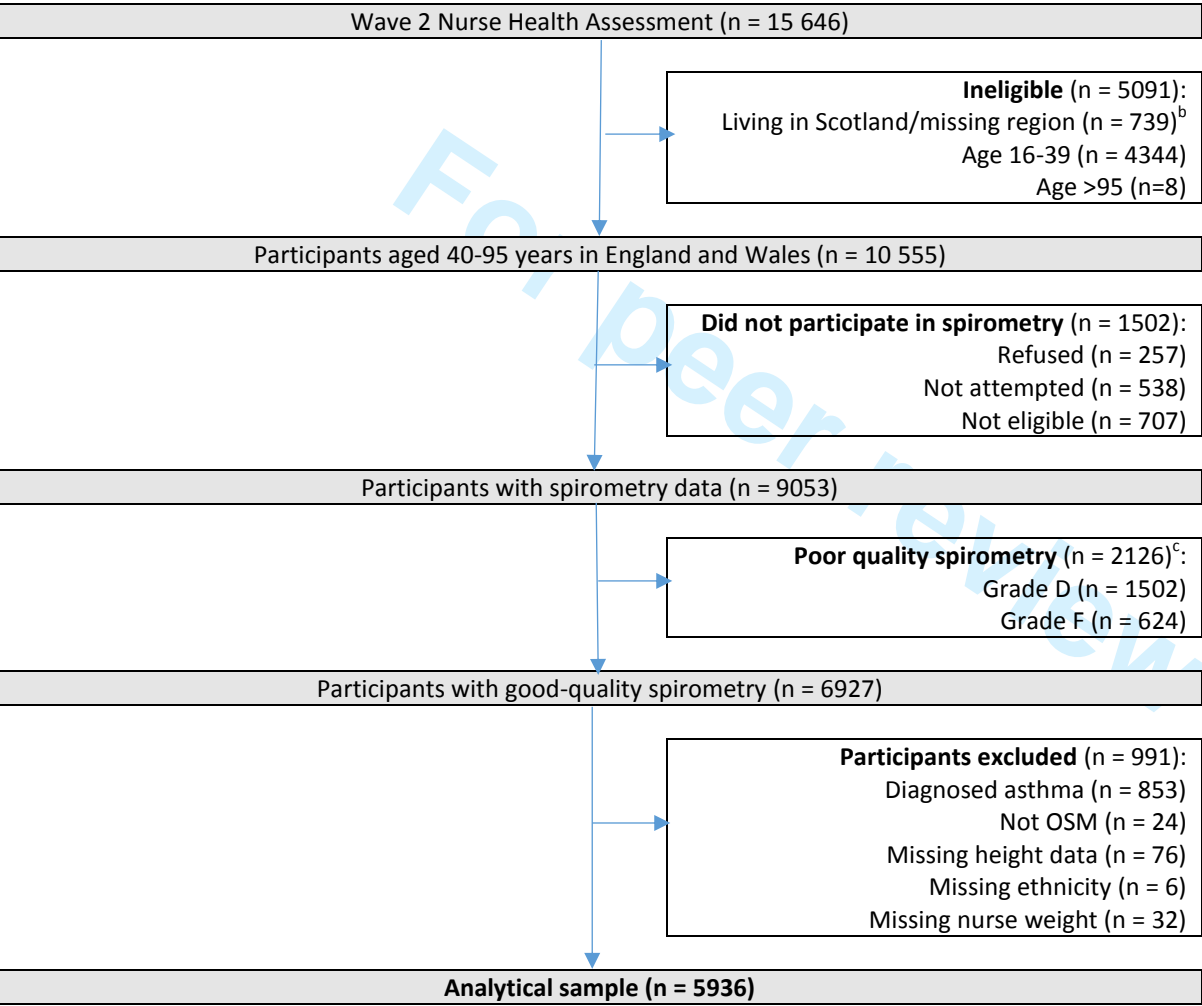 Wave 2 Nurse Health Assessment (n = 15 646)
Ineligible (n = 5091):
Living in Scotland/missing region (n = 739)b
Age 16-39 (n = 4344)
Age >95 (n=8)
Participants aged 40-95 years in England and Wales (n = 10 555)
Did not participate in spirometry (n = 1502):
Refused (n = 257)
Not attempted (n = 538)
Not eligible (n = 707)
Participants with spirometry data (n = 9053)
Poor quality spirometry (n = 2126)c:
Grade D (n = 1502)
Grade F (n = 624)
Participants with good-quality spirometry (n = 6927)
Participants excluded (n = 991):
Diagnosed asthma (n = 853)
Not OSM (n = 24)
Missing height data (n = 76)
Missing ethnicity (n = 6)
Missing nurse weight (n = 32)
Analytical sample (n = 5936)
For peer review